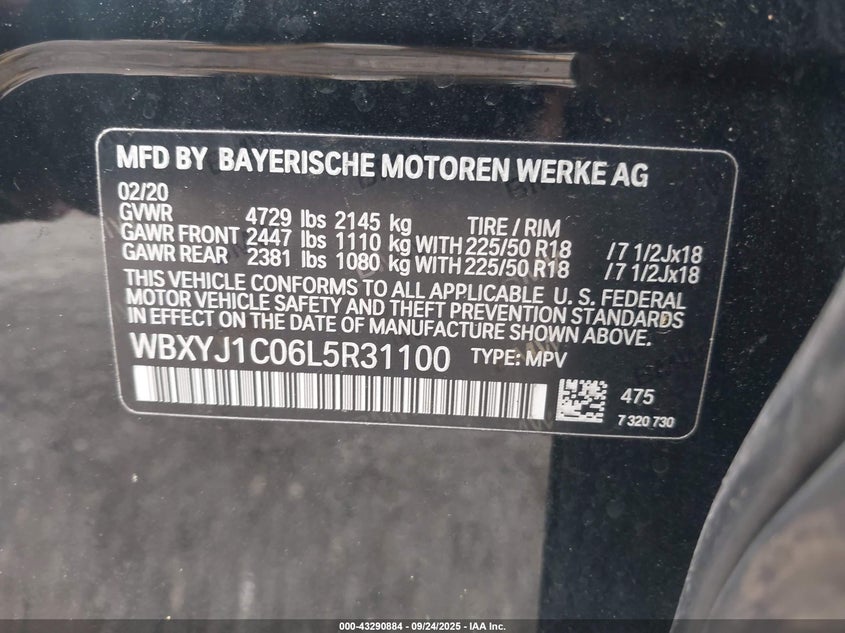 MFD BY BAYERISCHE MOTOREN WERKE AG
02/20
GVWR 4729 lbs 2145 kg TIRE / RIM
GAWR FRONT 2447 lbs 1110 kg WITH 225/50 R18 /7 1/2Jx18
GAWR REAR 2381 lbs 1080 kg WITH 225/50 R18 /7 1/2Jx18
THIS VEHICLE CONFORMS TO ALL APPLICABLE U. S. FEDERAL
MOTOR VEHICLE SAFETY AND THEFT PREVENTION STANDARDS
IN EFFECT ON THE DATE OF MANUFACTURE SHOWN ABOVE.
WBXYJ1C06L5R31100 TYPE: MPV
475
7 320 730
000-43290884 - 09/24/2025 - IAA Inc.